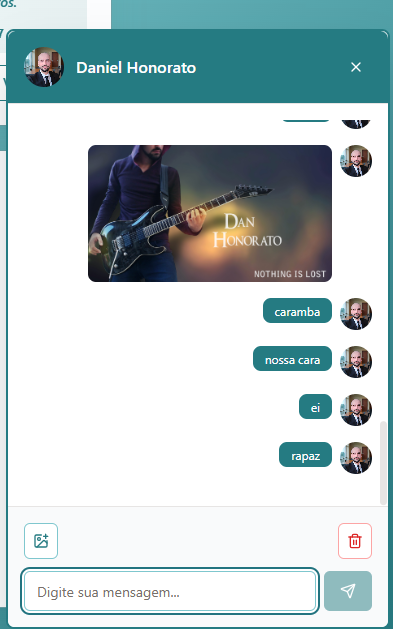 os.
Daniel Honorato
DAN
HONORATO
NOTHING IS LOST
caramba
nossa cara
ei
rapaz
Digite sua mensagem...